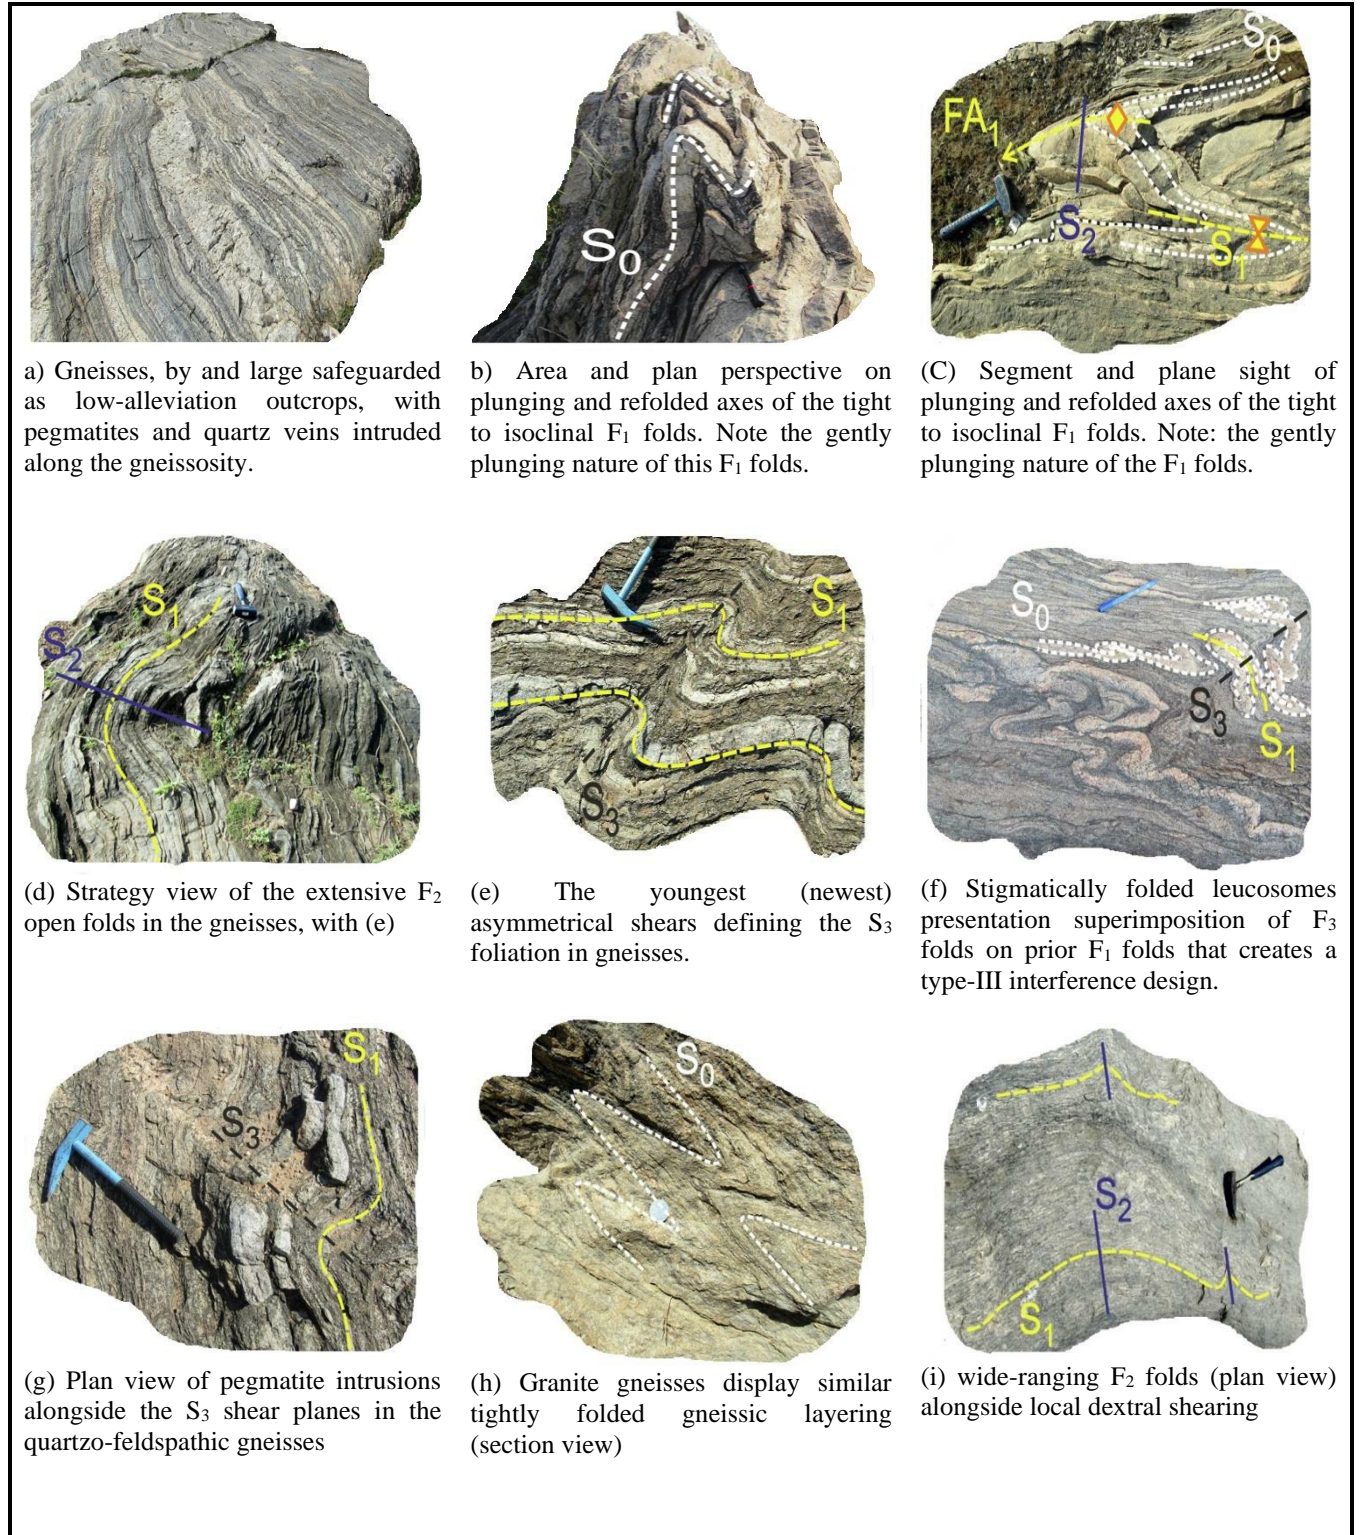 S0
S0
FA1
S2
S1
a) Gneisses, by and large safeguarded
as low-alleviation outcrops, with
pegmatites and quartz veins intruded
along the gneissosity.
b) Area and plan perspective on
plunging and refolded axes of the tight
to isoclinal F1 folds. Note the gently
plunging nature of this F1 folds.
(C) Segment and plane sight of
plunging and refolded axes of the tight
to isoclinal F1 folds. Note: the gently
plunging nature of the F1 folds.
S1
S2
S1
S3
S0
S3
S1
(d) Strategy view of the extensive F2
open folds in the gneisses, with (e)
(e) The youngest (newest)
asymmetrical shears defining the S3
foliation in gneisses.
(f) Stigmatically folded leucosomes
presentation superimposition of F3
folds on prior F1 folds that creates a
type-III interference design.
S1
S3
S0
S2
S1
(g) Plan view of pegmatite intrusions
alongside the S3 shear planes in the
quartzo-feldspathic gneisses
(h) Granite gneisses display similar
tightly folded gneissic layering
(section view)
(i) wide-ranging F2 folds (plan view)
alongside local dextral shearing